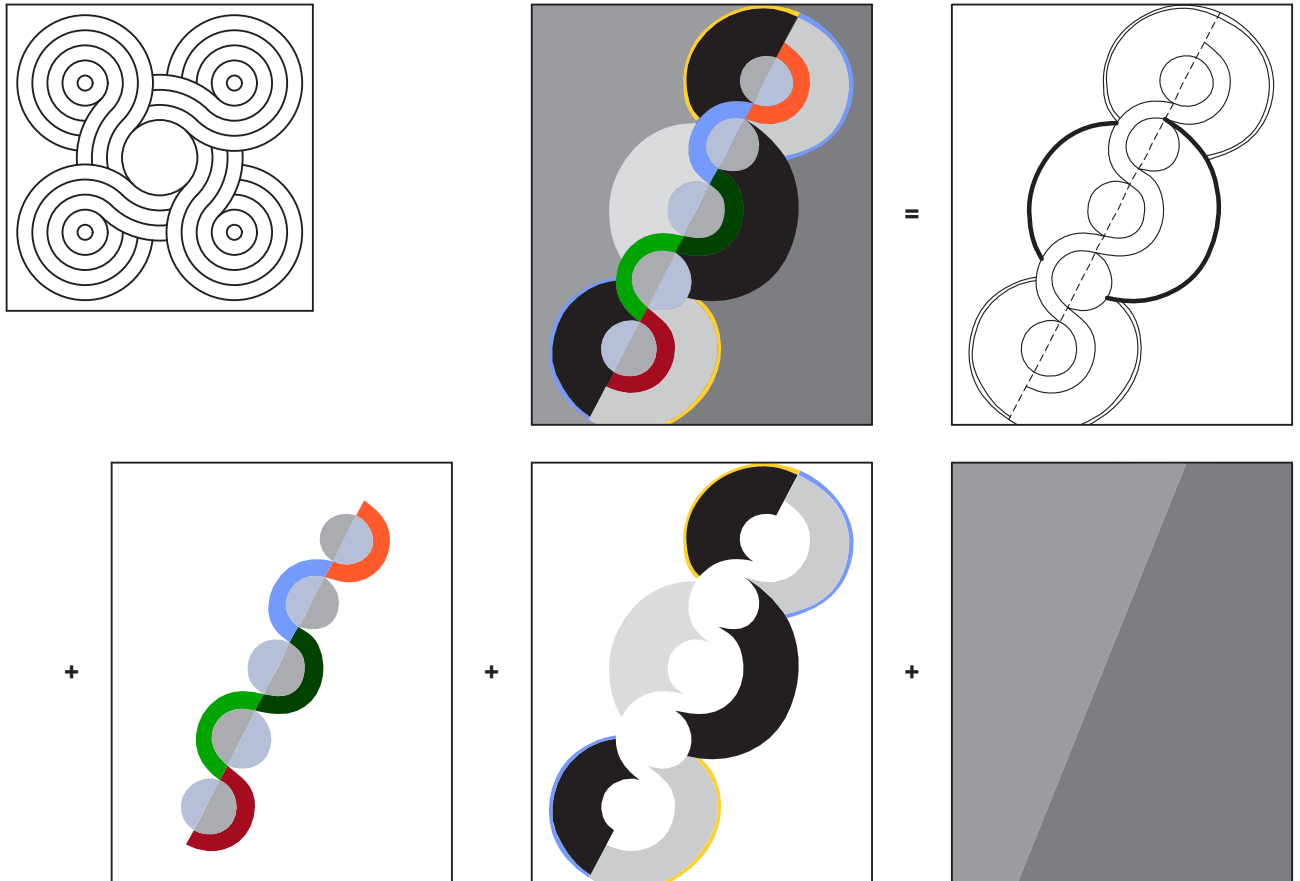 =
+ + +